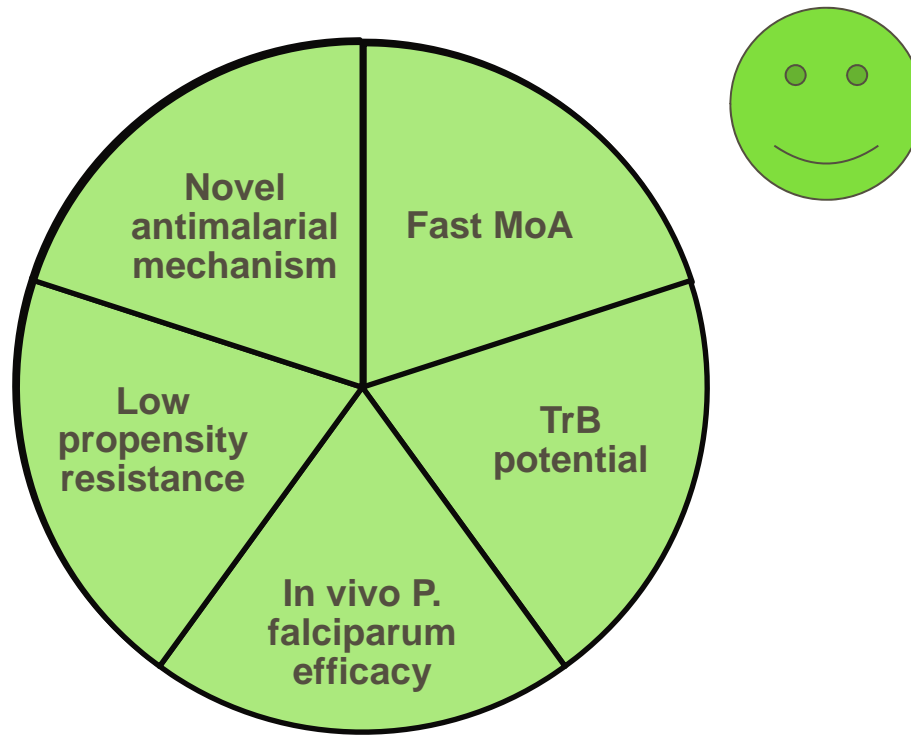 Novel
antimalarial
mechanism
Fast MoA
TrB
potential
In vivo P.
falciparum
efficacy
Low
propensity
resistance